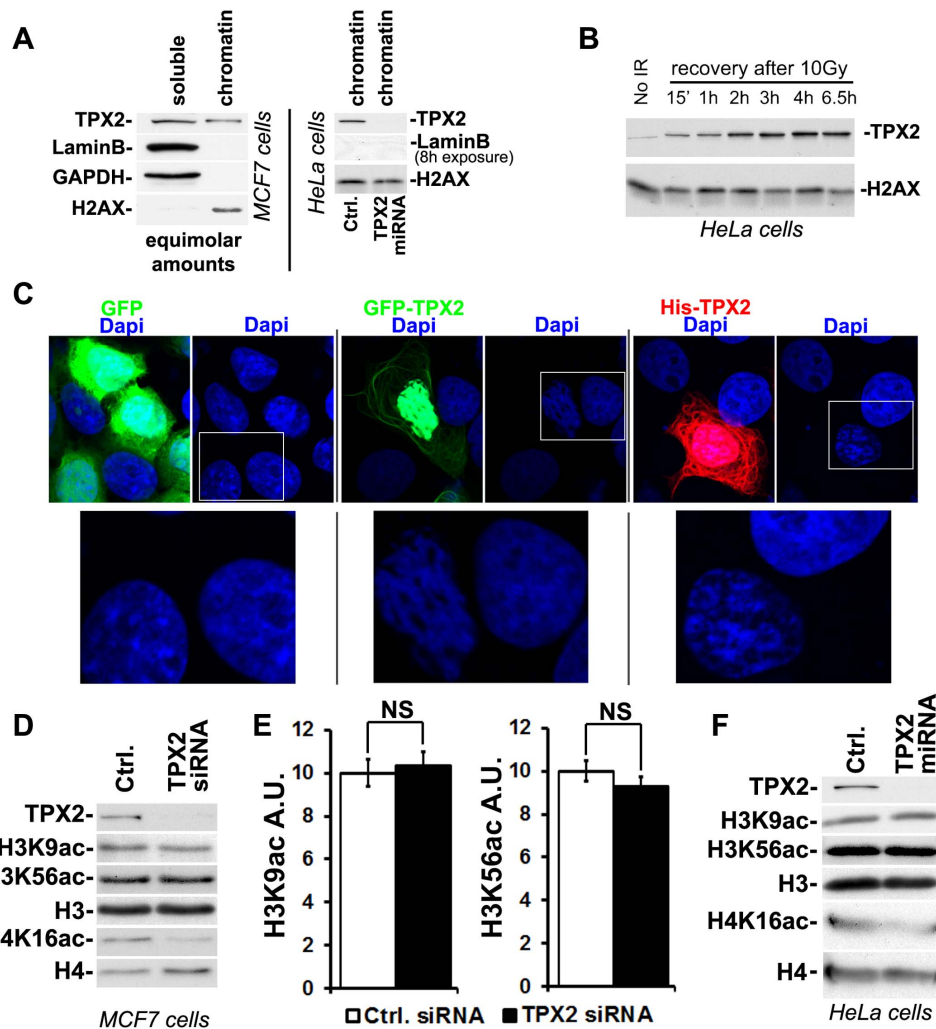 A
soluble
chromatin
TPX2-
LaminB-
GAPDH-
H2AX-
MCF7 cells
equimolar
amounts
HeLa cells
chromatin
chromatin
-TPX2
-LaminB
(8h exposure)
-H2AX
Ctrl.
TPX2
miRNA
B
No IR
recovery after 10Gy
15' 1h 2h 3h 4h 6.5h
-TPX2
-H2AX
HeLa cells
C
GFP
Dapi
Dapi
GFP-TPX2
Dapi
Dapi
His-TPX2
Dapi
Dapi
D
Ctrl.
TPX2
siRNA
TPX2-
H3K9ac-
3K56ac-
H3-
4K16ac-
H4-
MCF7 cells
E
NS
H3K9ac A.U.
12
10
8
6
4
2
0
NS
H3K56ac A.U.
12
10
8
6
4
2
0
Ctrl. siRNA TPX2 siRNA
F
Ctrl.
TPX2
miRNA
TPX2-
H3K9ac-
H3K56ac-
H3-
H4K16ac-
H4-
HeLa cells